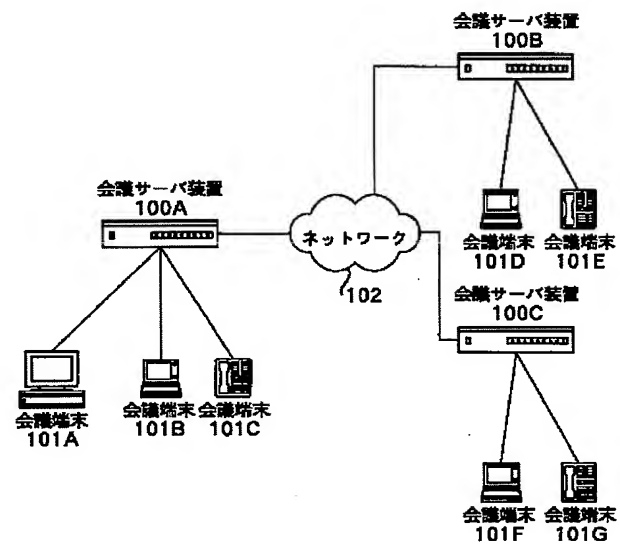 会議サーバ装置
100B
会議サーバ装置
100A
ネットワーク
102
会議端末
101D
会議端末
101E
会議サーバ装置
100C
会議端末
101A
会議端末
101B
会議端末
101C
会議端末
101F
会議端末
101G